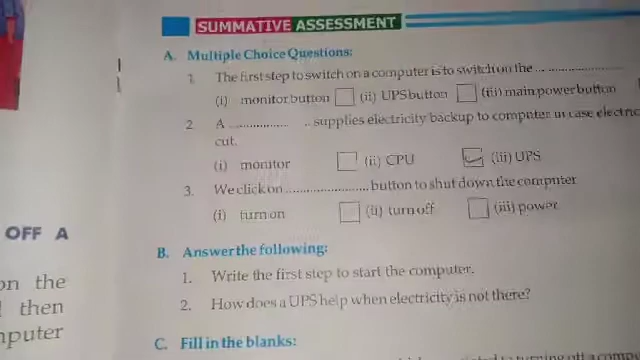 SUMMATIVE ASSESSMENT
A. Multiple Choice Questions:
1. The first step to switch on a computer is to switch on the ........................
(i) monitor button (ii) UPS button (iii) main power button
2. A ................ .. supplies electricity backup to computer in case electric
cut.
(i) monitor (ii) CPU (iii) UPS
3. We click on ....................... button to shut down the computer
(i) turn on (ii) turn off (iii) power
OFF A
B. Answer the following:
on the
1. Write the first step to start the computer.
then
2. How does a UPS help when electricity is not there?
mputer
C. Fill in the blanks:
to turning off a compu